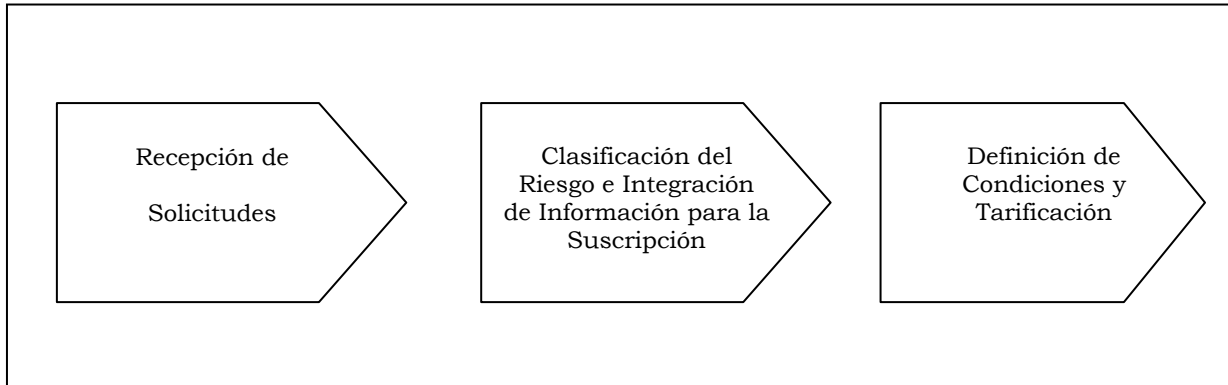 Recepción de
Solicitudes
Clasificación del
Riesgo e Integración
de Información para la
Suscripción
Definición de
Condiciones y
Tarificación